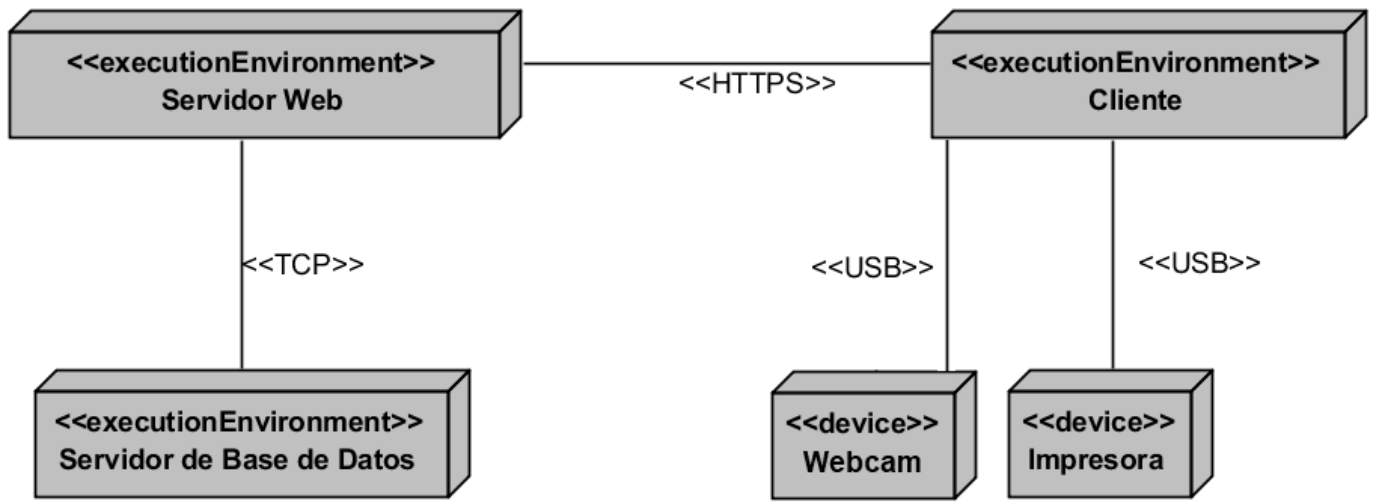 <<executionEnvironment>>
Servidor Web
<<HTTPS>>
<<executionEnvironment>>
Cliente
<<TCP>>
<<USB>>
<<USB>>
<<executionEnvironment>>
Servidor de Base de Datos
<<device>>
Webcam
<<device>>
Impresora